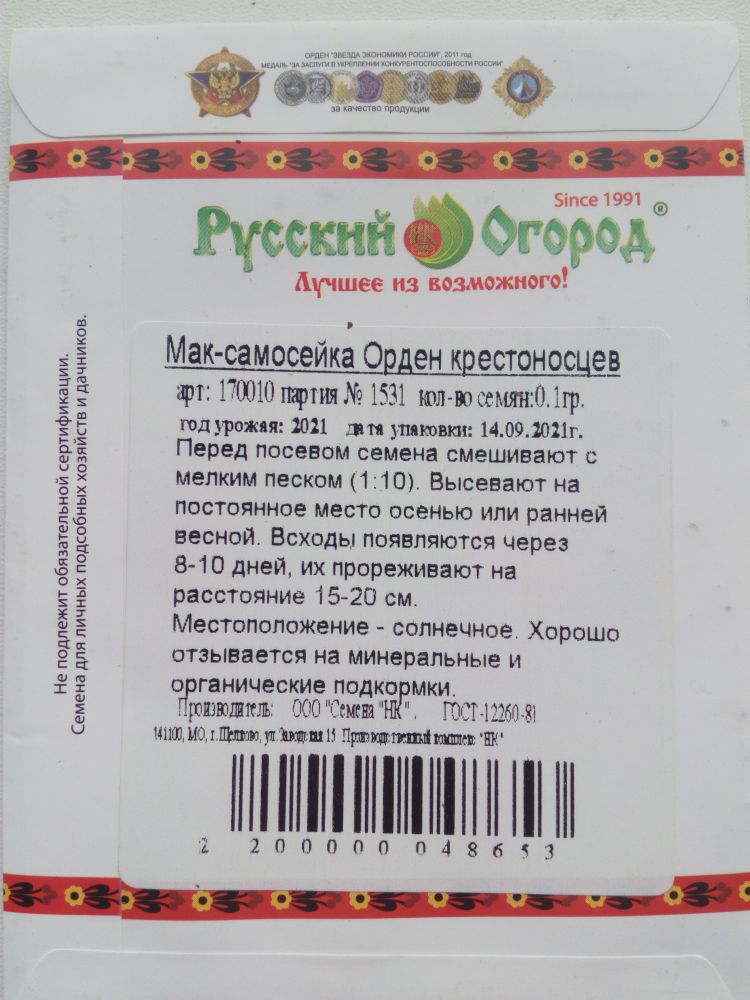 ОРДЕН "ЗВЕЗДА ЭКОНОМИКИ РОССИИ", 2011 год
МЕДАЛЬ "ЗА ЗАСЛУГИ В УКРЕПЛЕНИИ КОНКУРЕНТОСПОСОБНОСТИ РОССИИ"
за качество продукции
Since 1991
Русский НК Огород®
Лучшее из возможного!
Мак-самосейка Орден крестоносцев
арт: 170010 партия № 1531 кол-во семян:0.1гр.
год урожая: 2021 дата упаковки: 14.09.2021г.
Перед посевом семена смешивают с
мелким песком (1:10). Высевают на
постоянное место осенью или ранней
весной. Всходы появляются через
8-10 дней, их прореживают на
расстояние 15-20 см.
Местоположение - солнечное. Хорошо
отзывается на минеральные и
органические подкормки.
Производитель: ООО "Семена "НК". ГОСТ-12260-81
141100, МО, г. Щелково, ул. Заводская 15 Производственный комплекс "НК"
2 200000 048653
Не подлежит обязательной сертификации.
Семена для личных подсобных хозяйств и дачников.